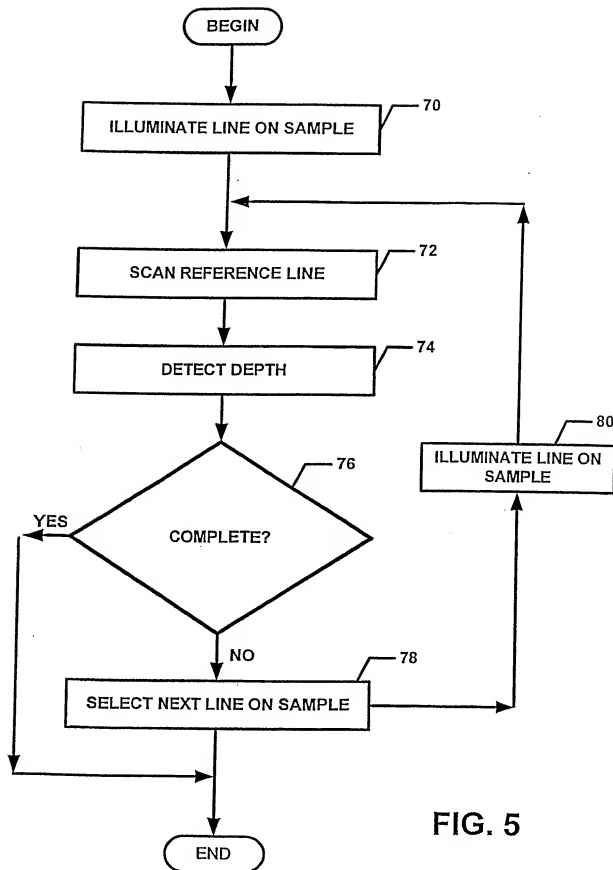 BEGIN
ILLUMINATE LINE ON SAMPLE
70
SCAN REFERENCE LINE
72
DETECT DEPTH
74
COMPLETE?
76
YES
NO
SELECT NEXT LINE ON SAMPLE
78
ILLUMINATE LINE ON
SAMPLE
80
END
FIG. 5